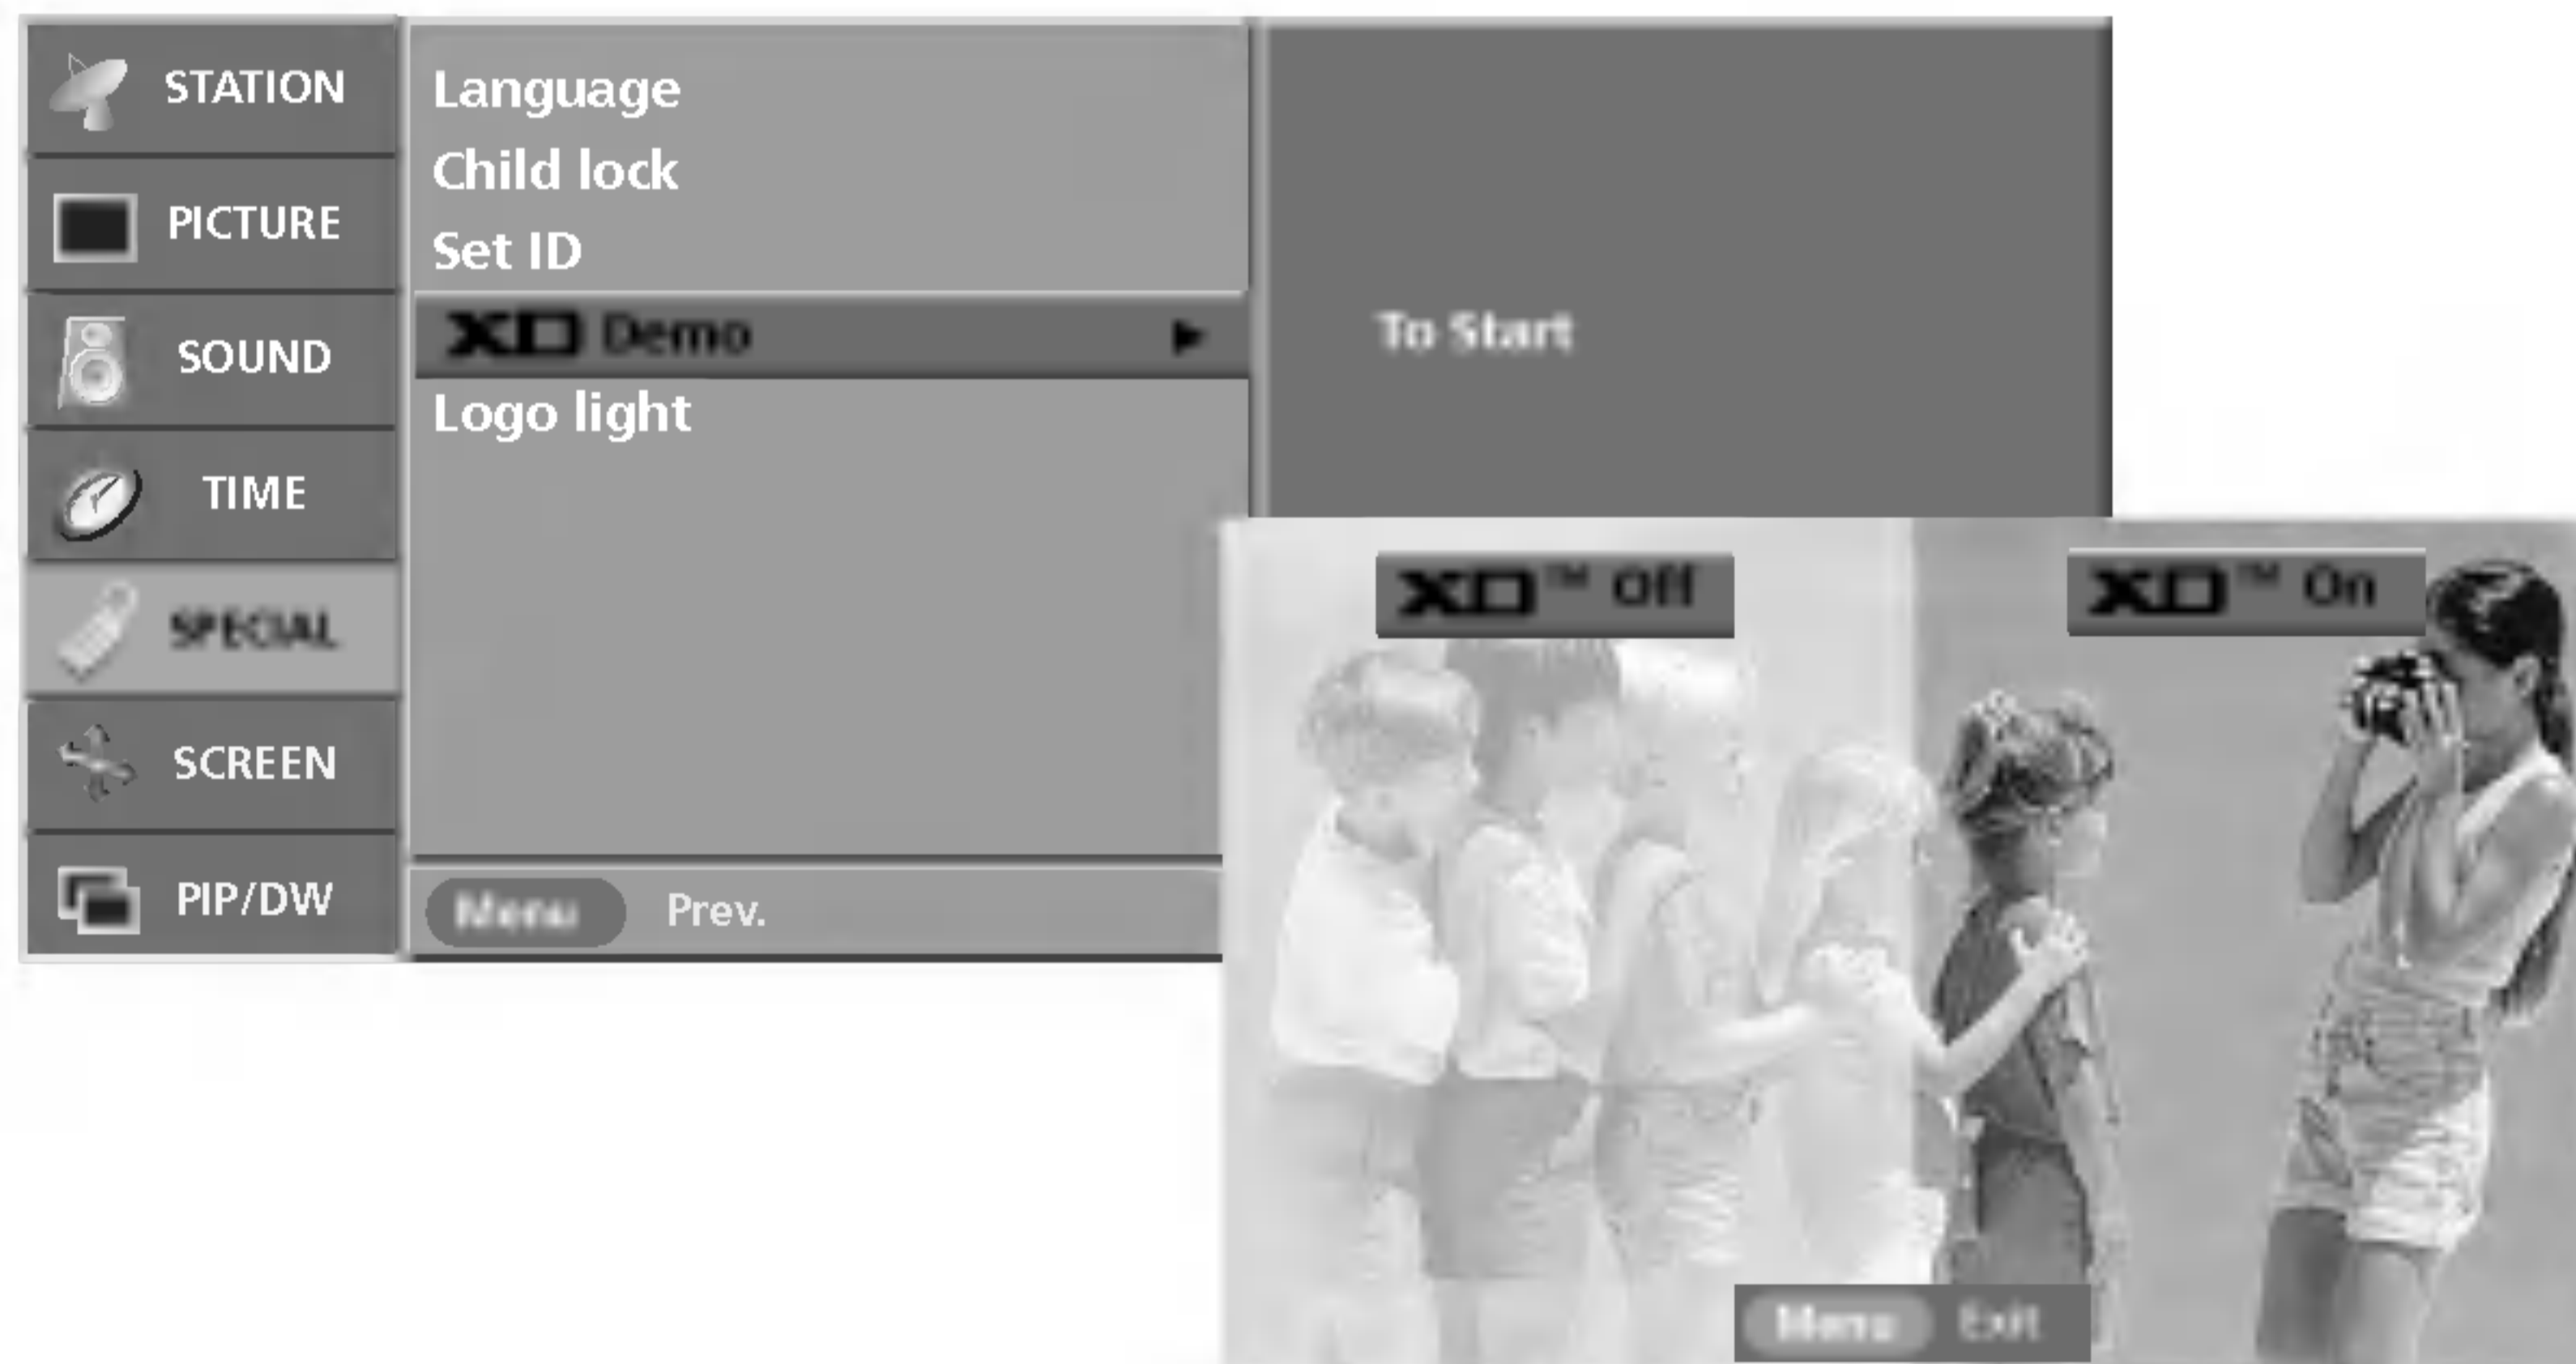 STATION
PICTURE
SOUND
TIME
SPECIAL
SCREEN
PIP/DW
Language
Child lock
Set ID
XD Demo ►
Logo light
To Start
Menu Prev.
XD™ Off
XD™ On
Menu Exit